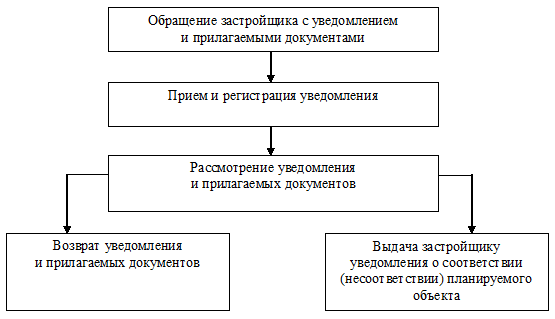 Обращение застройщика с уведомлением
и прилагаемыми документами
Прием и регистрация уведомления
Рассмотрение уведомления
и прилагаемых документов
Возврат уведомления
и прилагаемых документов
Выдача застройщику
уведомления о соответствии
(несоответствии) планируемого
объекта